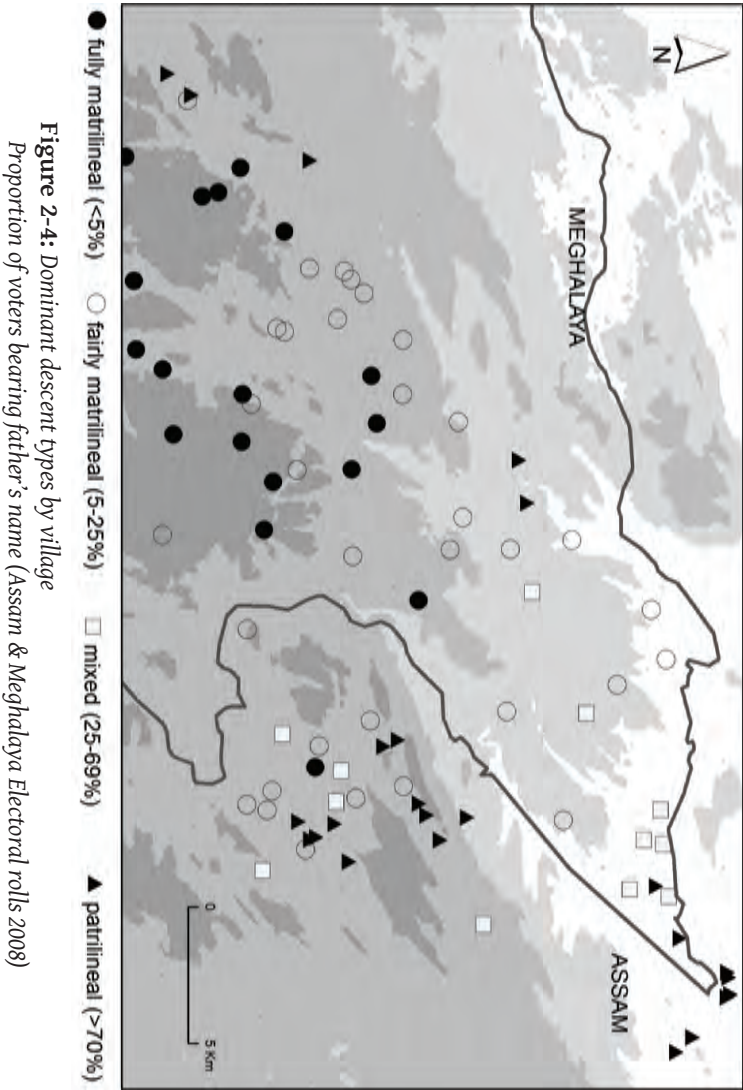 N
MEGHALAYA
ASSAM
0 5 Km
● fully matrilineal (<5%) ○ fairly matrilineal (5-25%) □ mixed (25-69%) ▲ patrilineal (>70%)
Figure 2-4: Dominant descent types by village
Proportion of voters bearing father's name (Assam & Meghalaya Electoral rolls 2008)